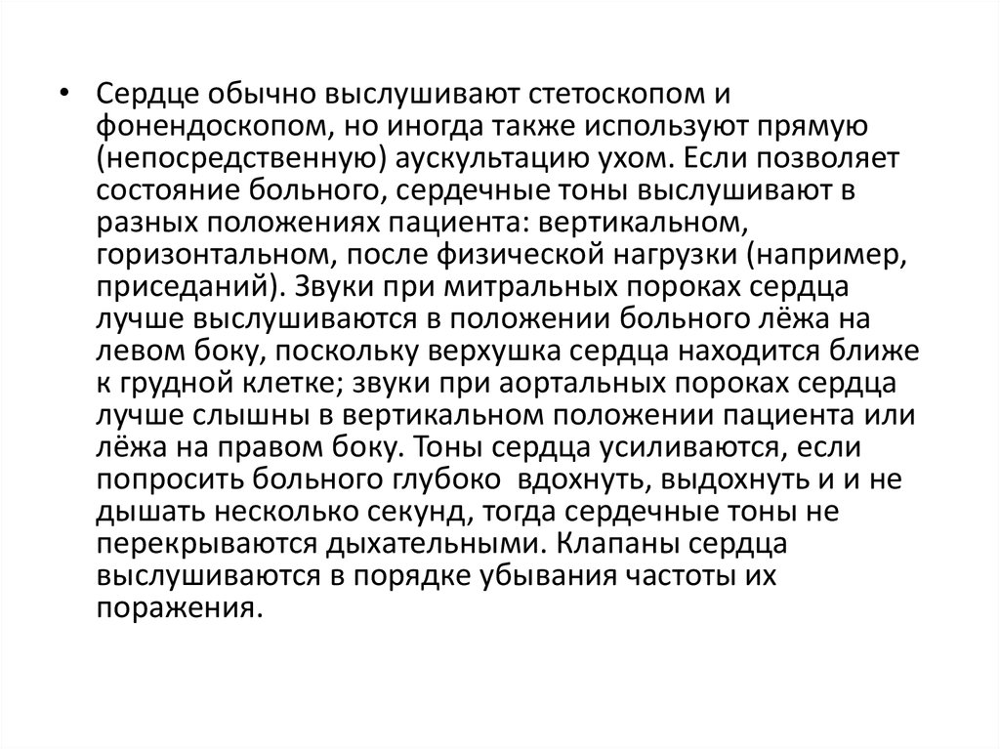 • Сердце обычно выслушивают стетоскопом и
фонендоскопом, но иногда также используют прямую
(непосредственную) аускультацию ухом. Если позволяет
состояние больного, сердечные тоны выслушивают в
разных положениях пациента: вертикальном,
горизонтальном, после физической нагрузки (например,
приседаний). Звуки при митральных пороках сердца
лучше выслушиваются в положении больного лёжа на
левом боку, поскольку верхушка сердца находится ближе
к грудной клетке; звуки при аортальных пороках сердца
лучше слышны в вертикальном положении пациента или
лёжа на правом боку. Тоны сердца усиливаются, если
попросить больного глубоко  вдохнуть, выдохнуть и и не
дышать несколько секунд, тогда сердечные тоны не
перекрываются дыхательными. Клапаны сердца
выслушиваются в порядке убывания частоты их
поражения.